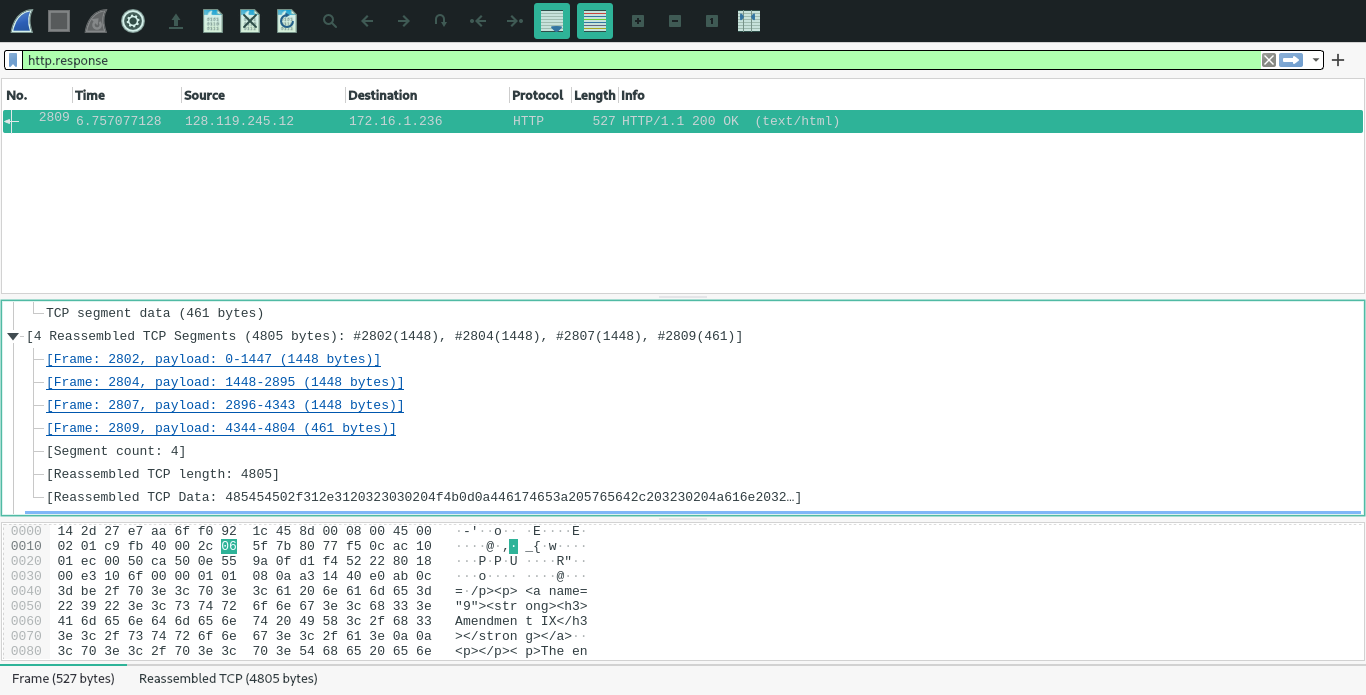 http.response
No. Time Source Destination Protocol Length Info
2809 6.757077128 128.119.245.12 172.16.1.236 HTTP 527 HTTP/1.1 200 OK (text/html)
TCP segment data (461 bytes)
[4 Reassembled TCP Segments (4805 bytes): #2802(1448), #2804(1448), #2807(1448), #2809(461)]
[Frame: 2802, payload: 0-1447 (1448 bytes)]
[Frame: 2804, payload: 1448-2895 (1448 bytes)]
[Frame: 2807, payload: 2896-4343 (1448 bytes)]
[Frame: 2809, payload: 4344-4804 (461 bytes)]
[Segment count: 4]
[Reassembled TCP length: 4805]
[Reassembled TCP Data: 485454502f312e3120323030204f4b0d0a446174653a205765642c203230204a616e2032…]
0000 14 2d 27 e7 aa 6f f0 92 1c 45 8d 00 08 00 45 00 ·-'··o·· ·E····E·
0010 02 01 c9 fb 40 00 2c 06 5f 7b 80 77 f5 0c ac 10 ····@·,· _{·w····
0020 01 ec 00 50 ca 50 0e 55 9a 0f d1 f4 52 22 80 18 ···P·P·U ····R"··
0030 00 e3 10 6f 00 00 01 01 08 0a a3 14 40 e0 ab 0c ···o···· ····@···
0040 3d be 2f 70 3e 3c 70 3e 3c 61 20 6e 61 6d 65 3d =·/p><p> <a name=
0050 22 39 22 3e 3c 73 74 72 6f 6e 67 3e 3c 68 33 3e "9"><str ong><h3>
0060 41 6d 65 6e 64 6d 65 6e 74 20 49 58 3c 2f 68 33 Amendmen t IX</h3
0070 3e 3c 2f 73 74 72 6f 6e 67 3e 3c 2f 61 3e 0a 0a ></stron g></a>··
0080 3c 70 3e 3c 2f 70 3e 3c 70 3e 54 68 65 20 65 6e <p></p>< p>The en
Frame (527 bytes) Reassembled TCP (4805 bytes)